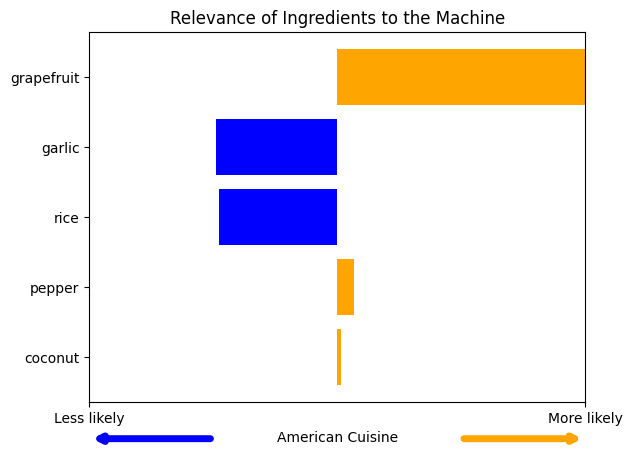 Relevance of Ingredients to the Machine
grapefruit
garlic
rice
pepper
coconut
Less likely
More likely
American Cuisine